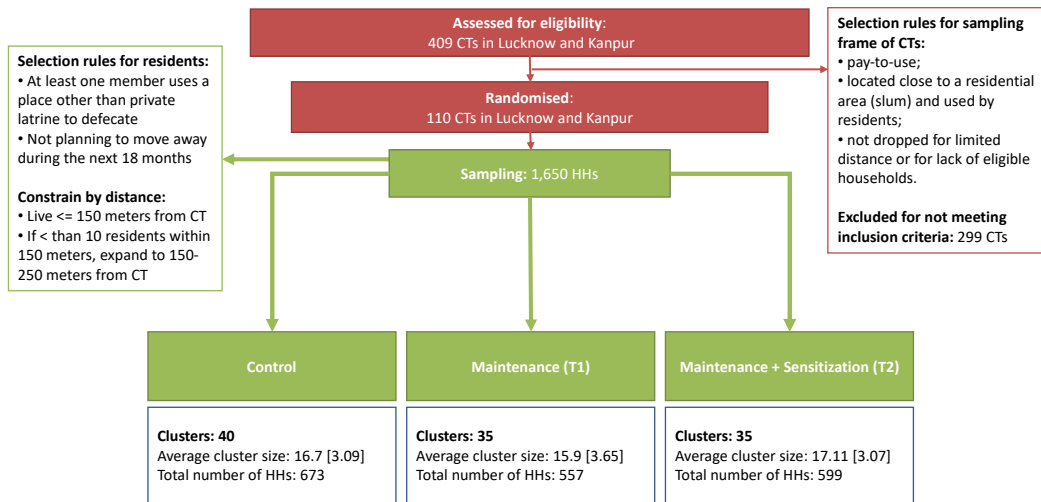 Assessed for eligibility:
409 CTs in Lucknow and Kanpur
Selection rules for sampling
frame of CTs:
• pay-to-use;
• located close to a residential
area (slum) and used by
residents;
• not dropped for limited
distance or for lack of eligible
households.
Excluded for not meeting
inclusion criteria: 299 CTs
Selection rules for residents:
• At least one member uses a
place other than private
latrine to defecate
• Not planning to move away
during the next 18 months
Constrain by distance:
• Live <= 150 meters from CT
• If < than 10 residents within
150 meters, expand to 150-
250 meters from CT
Randomised:
110 CTs in Lucknow and Kanpur
Sampling: 1,650 HHs
Control
Maintenance (T1)
Maintenance + Sensitization (T2)
Clusters: 40
Average cluster size: 16.7 [3.09]
Total number of HHs: 673
Clusters: 35
Average cluster size: 15.9 [3.65]
Total number of HHs: 557
Clusters: 35
Average cluster size: 17.11 [3.07]
Total number of HHs: 599